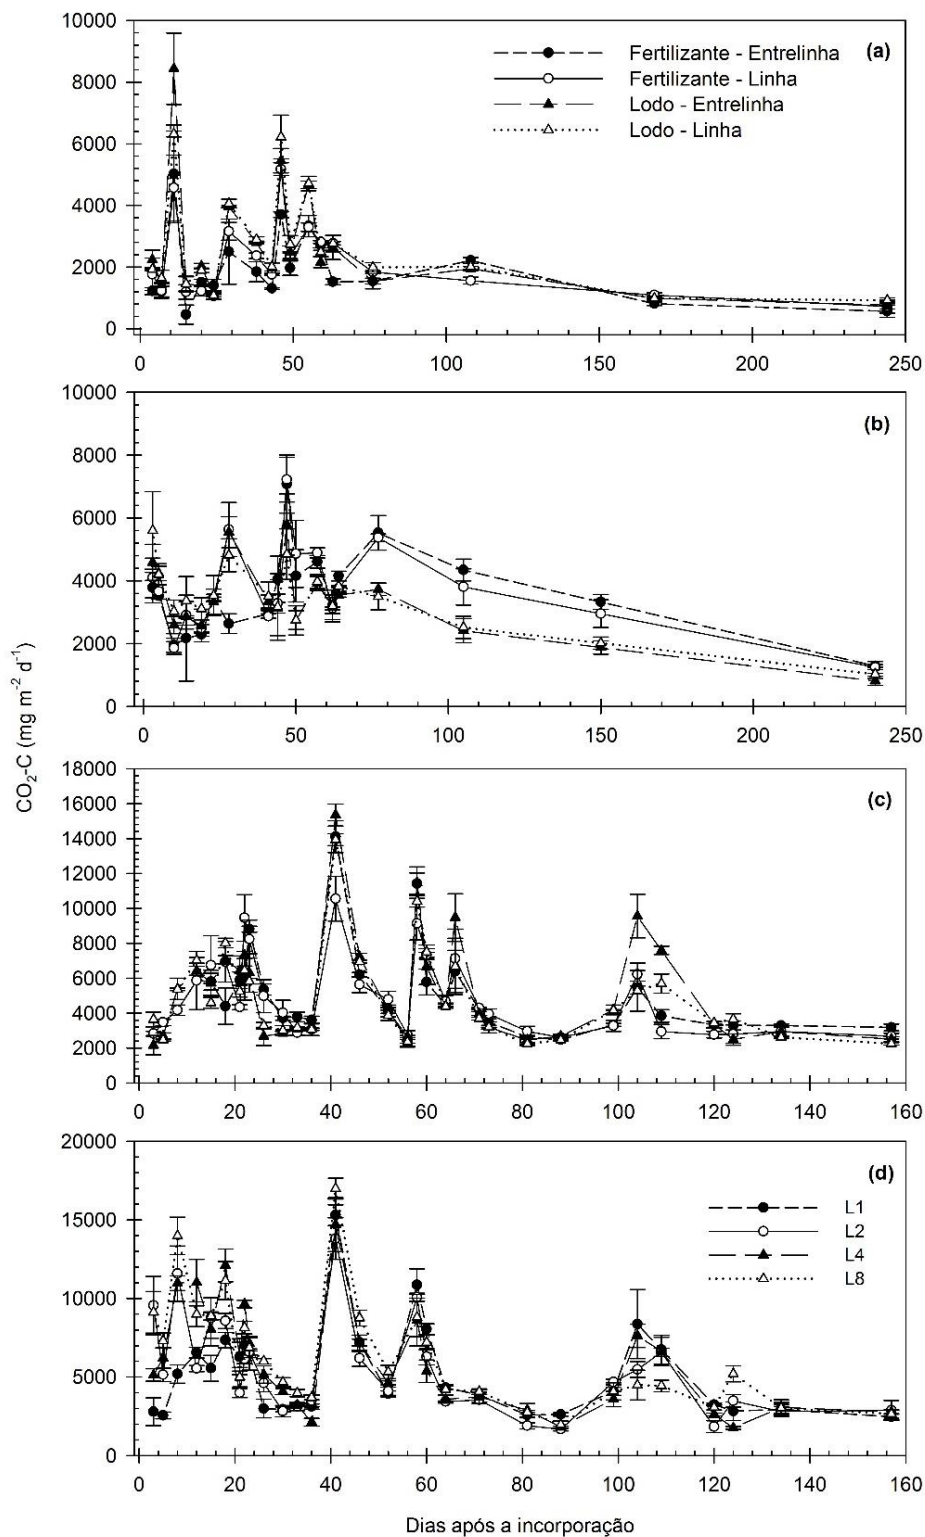 10000
8000
6000
4000
2000
0
(a)
Fertilizante - Entrelinha
Fertilizante - Linha
Lodo - Entrelinha
Lodo - Linha
0 50 100 150 200 250
10000
8000
6000
4000
2000
0
(b)
0 50 100 150 200 250
CO₂-C (mg m⁻² d⁻¹)
18000
16000
14000
12000
10000
8000
6000
4000
2000
0
(c)
0 20 40 60 80 100 120 140 160
20000
15000
10000
5000
0
(d)
L1
L2
L4
L8
0 20 40 60 80 100 120 140 160
Dias após a incorporação